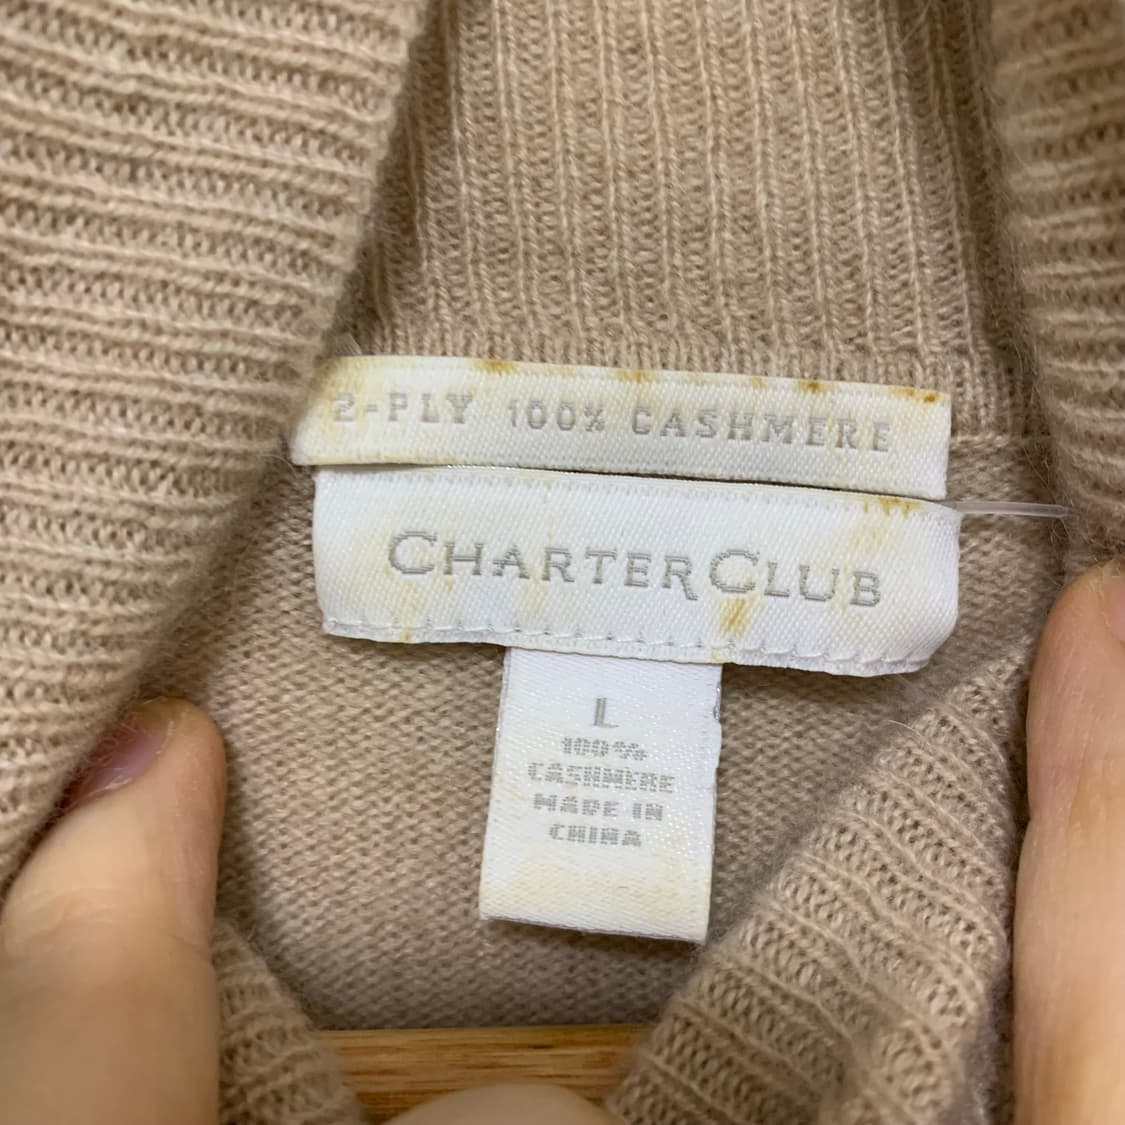 2-PLY 100% CASHMERE
CHARTER CLUB
L
100%
CASHMERE
MADE IN
CHINA